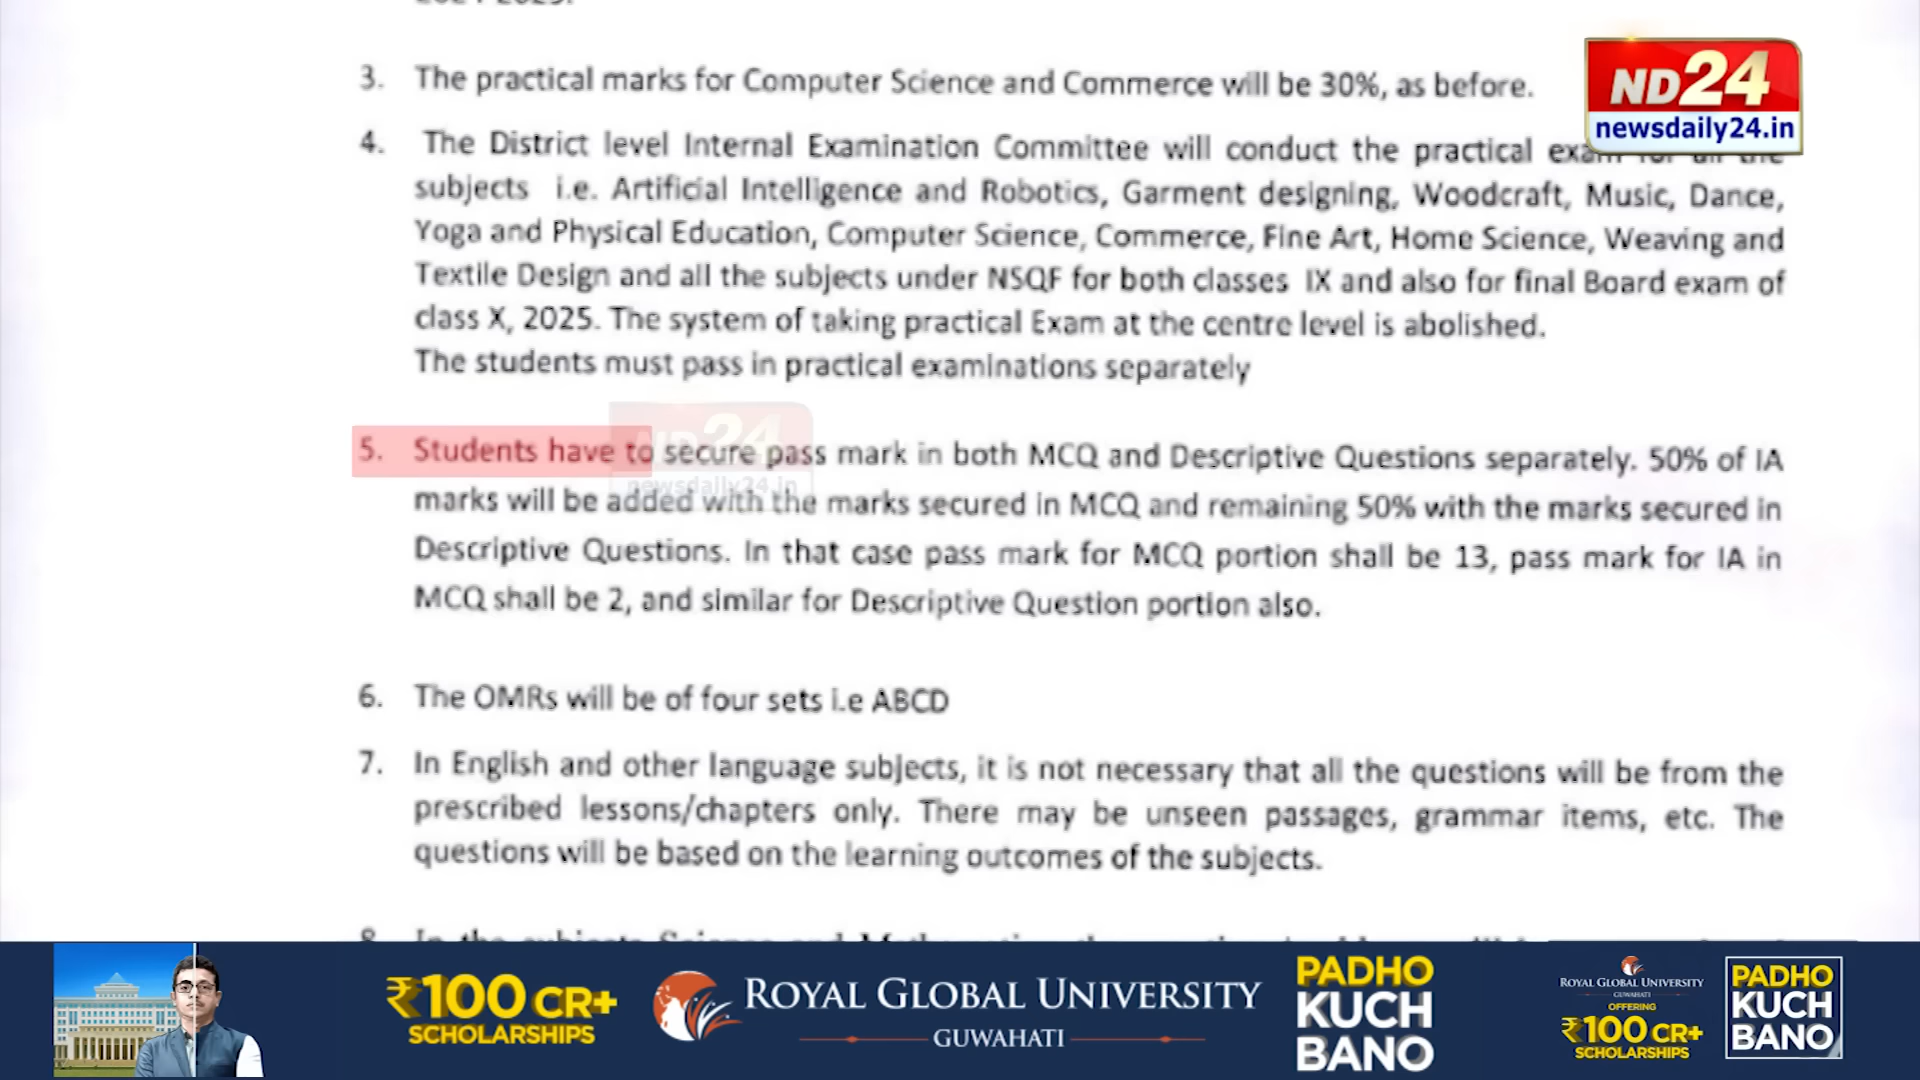 3. The practical marks for Computer Science and Commerce will be 30%, as before.
ND24
newsdaily24.in
4. The District level Internal Examination Committee will conduct the practical exam for all the
subjects i.e. Artificial Intelligence and Robotics, Garment designing, Woodcraft, Music, Dance,
Yoga and Physical Education, Computer Science, Commerce, Fine Art, Home Science, Weaving and
Textile Design and all the subjects under NSQF for both classes IX and also for final Board exam of
class X, 2025. The system of taking practical Exam at the centre level is abolished.
The students must pass in practical examinations separately
5. Students have to secure pass mark in both MCQ and Descriptive Questions separately. 50% of IA
marks will be added with the marks secured in MCQ and remaining 50% with the marks secured in
Descriptive Questions. In that case pass mark for MCQ portion shall be 13, pass mark for IA in
MCQ shall be 2, and similar for Descriptive Question portion also.
ND24
newsdaily24.in
6. The OMRs will be of four sets i.e ABCD
7. In English and other language subjects, it is not necessary that all the questions will be from the
prescribed lessons/chapters only. There may be unseen passages, grammar items, etc. The
questions will be based on the learning outcomes of the subjects.
₹100 CR+
SCHOLARSHIPS
ROYAL GLOBAL UNIVERSITY
GUWAHATI
PADHO
KUCH
BANO
ROYAL GLOBAL UNIVERSITY
GUWAHATI
OFFERING
₹100 CR+
SCHOLARSHIPS
PADHO
KUCH
BANO